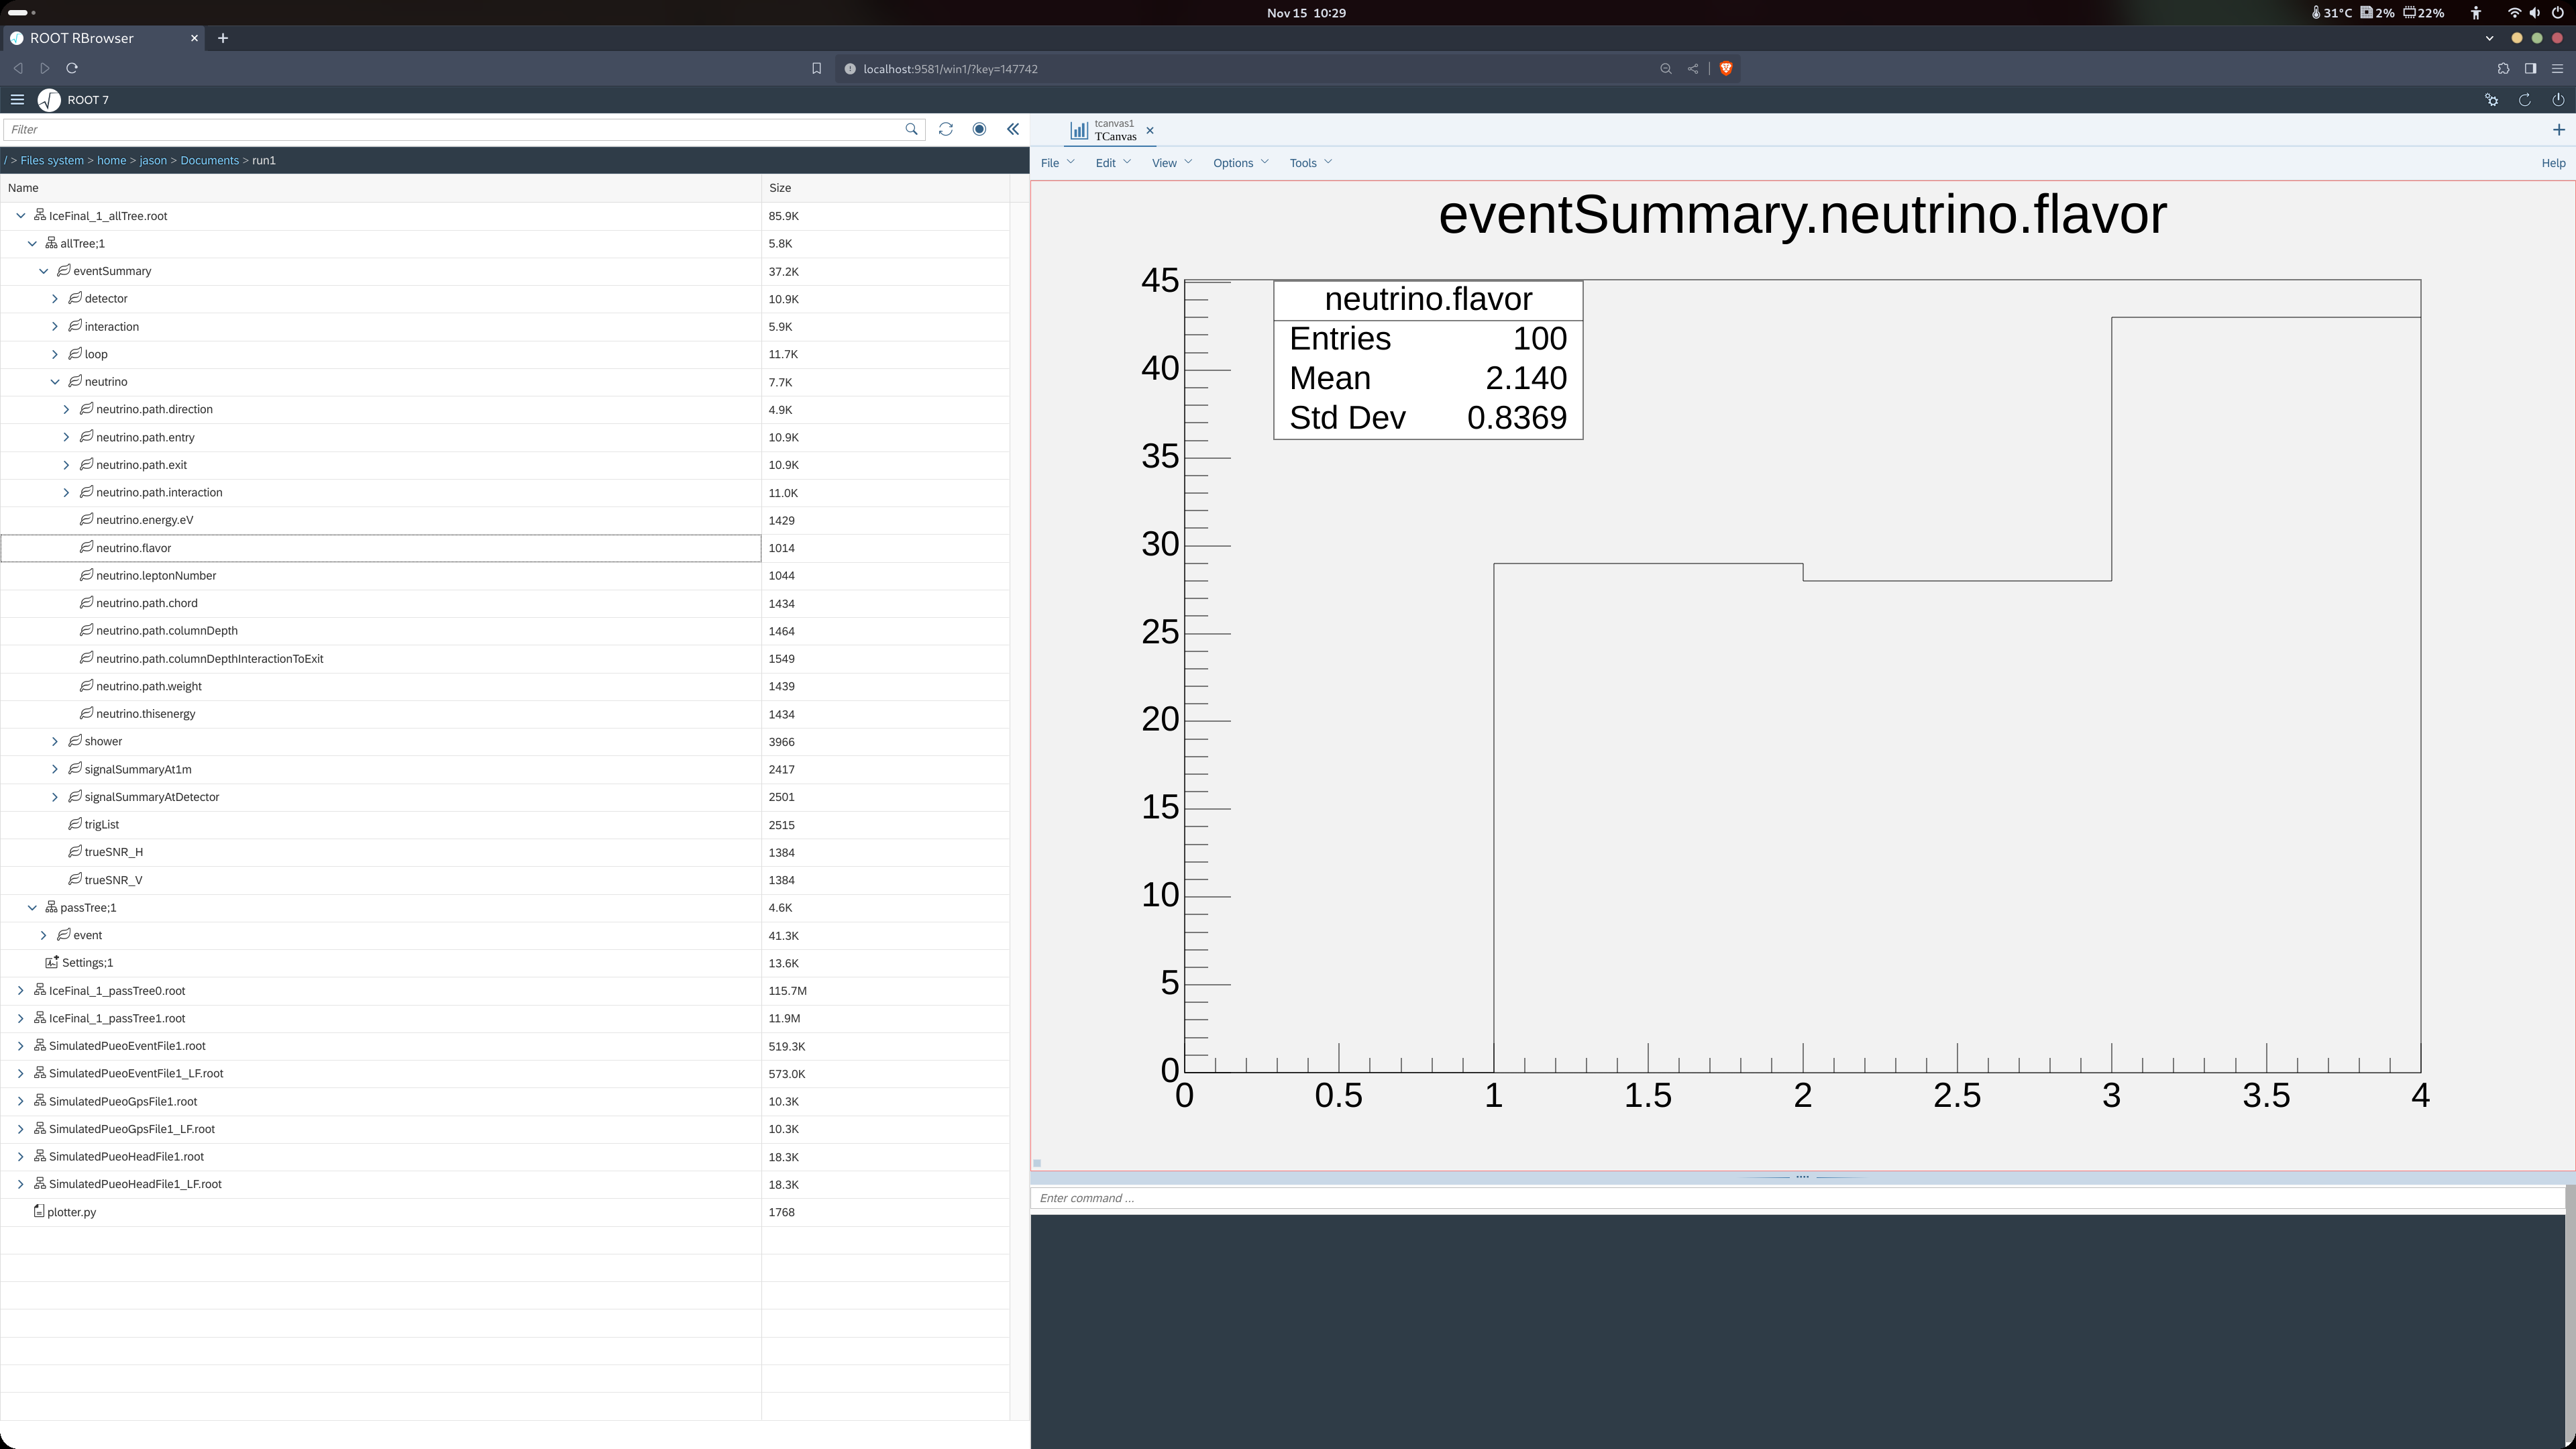 Nov 15 10:29
31°C 2% 22%
ROOT RBrowser
localhost:9581/win1/?key=147742
ROOT 7
Filter
/ > Files system > home > jason > Documents > run1
Name Size
IceFinal_1_allTree.root 85.9K
allTree;1 5.8K
eventSummary 37.2K
detector 10.9K
interaction 5.9K
loop 11.7K
neutrino 7.7K
neutrino.path.direction 4.9K
neutrino.path.entry 10.9K
neutrino.path.exit 10.9K
neutrino.path.interaction 11.0K
neutrino.energy.eV 1429
neutrino.flavor 1014
neutrino.leptonNumber 1044
neutrino.path.chord 1434
neutrino.path.columnDepth 1464
neutrino.path.columnDepthInteractionToExit 1549
neutrino.path.weight 1439
neutrino.thisenergy 1434
shower 3966
signalSummaryAt1m 2417
signalSummaryAtDetector 2501
trigList 2515
trueSNR_H 1384
trueSNR_V 1384
passTree;1 4.6K
event 41.3K
Settings;1 13.6K
IceFinal_1_passTree0.root 115.7M
IceFinal_1_passTree1.root 11.9M
SimulatedPueoEventFile1.root 519.3K
SimulatedPueoEventFile1_LF.root 573.0K
SimulatedPueoGpsFile1.root 10.3K
SimulatedPueoGpsFile1_LF.root 10.3K
SimulatedPueoHeadFile1.root 18.3K
SimulatedPueoHeadFile1_LF.root 18.3K
plotter.py 1768
tcanvas1
TCanvas
File Edit View Options Tools Help
eventSummary.neutrino.flavor
neutrino.flavor
Entries 100
Mean 2.140
Std Dev 0.8369
45
40
35
30
25
20
15
10
5
0
0 0.5 1 1.5 2 2.5 3 3.5 4
Enter command ...